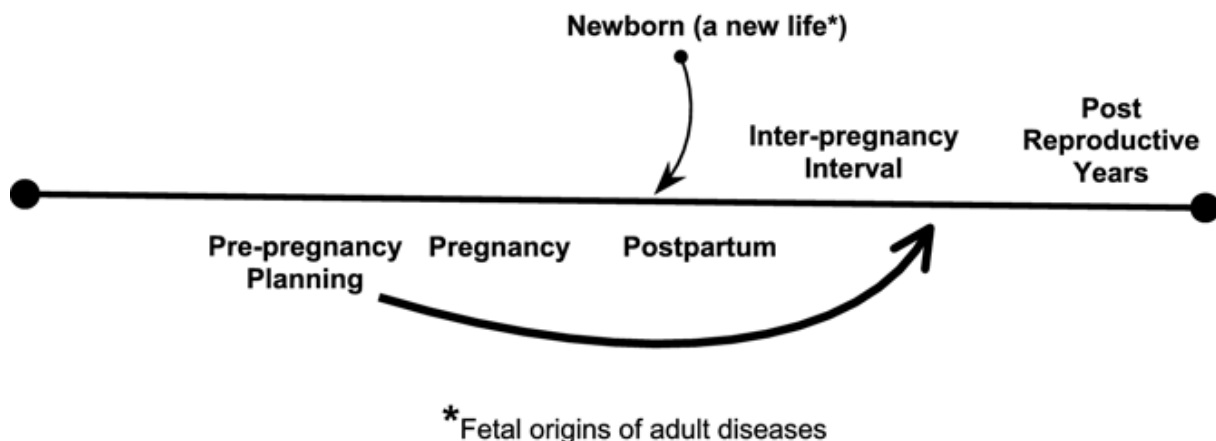 Newborn (a new life*)
Inter-pregnancy
Interval
Post
Reproductive
Years
Pre-pregnancy
Planning
Pregnancy
Postpartum
*Fetal origins of adult diseases